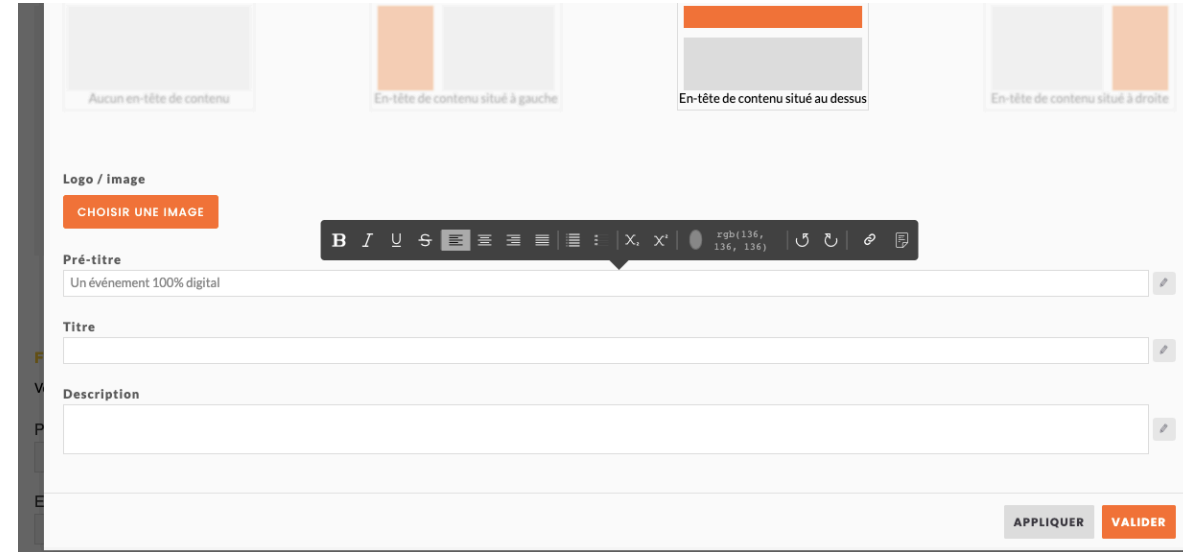 Aucun en-tête de contenu
En-tête de contenu situé à gauche
En-tête de contenu situé au dessus
En-tête de contenu situé à droite
Logo / image
CHOISIR UNE IMAGE
B I U S X₂ X² rgb(136,
136, 136)
Pré-titre
Un événement 100% digital
Titre
F
V
Description
P
E
APPLIQUER VALIDER